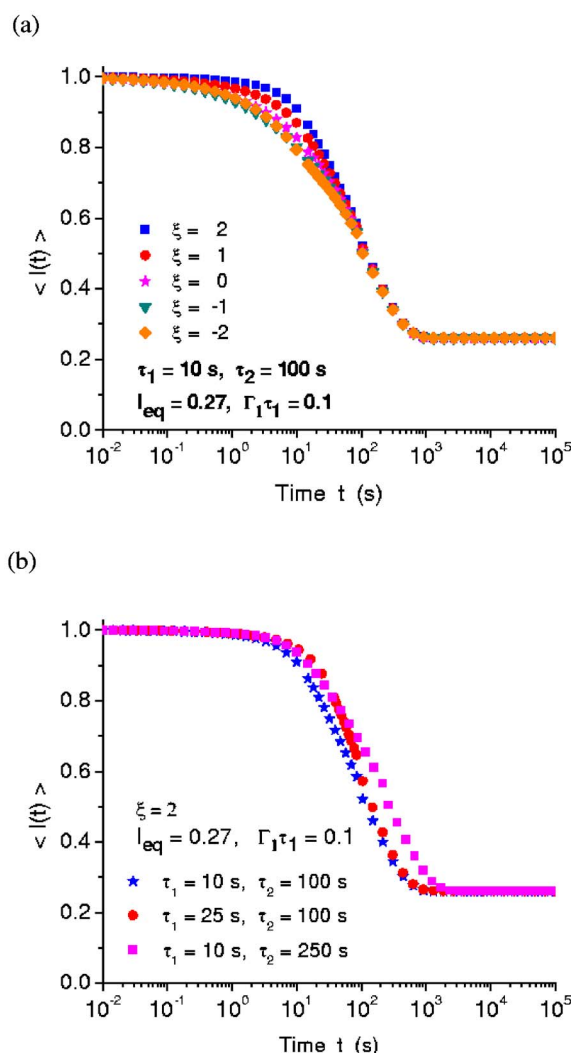 (a)
1.0
0.8
0.6
0.4
0.2
0.0
< I(t) >
ξ = 2
ξ = 1
ξ = 0
ξ = -1
ξ = -2
τ₁ = 10 s, τ₂ = 100 s
I_eq = 0.27, Γ₁τ₁ = 0.1
10⁻² 10⁻¹ 10⁰ 10¹ 10² 10³ 10⁴ 10⁵
Time t (s)
(b)
1.0
0.8
0.6
0.4
0.2
0.0
< I(t) >
ξ = 2
I_eq = 0.27, Γ₁τ₁ = 0.1
τ₁ = 10 s, τ₂ = 100 s
τ₁ = 25 s, τ₂ = 100 s
τ₁ = 10 s, τ₂ = 250 s
10⁻² 10⁻¹ 10⁰ 10¹ 10² 10³ 10⁴ 10⁵
Time t (s)